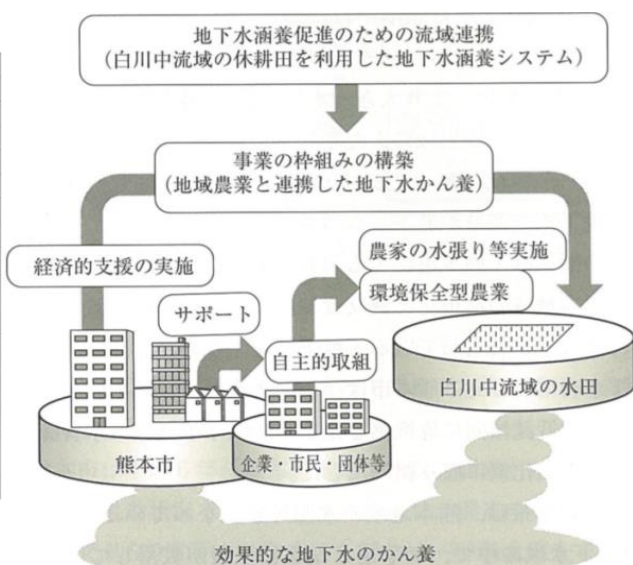 地下水涵養促進のための流域連携
（白川中流域の休耕田を利用した地下水涵養システム）
事業の枠組みの構築
（地域農業と連携した地下水かん養）
経済的支援の実施
農家の水張り等実施
環境保全型農業
サポート
自主的取組
白川中流域の水田
熊本市
企業・市民・団体等
効果的な地下水のかん養